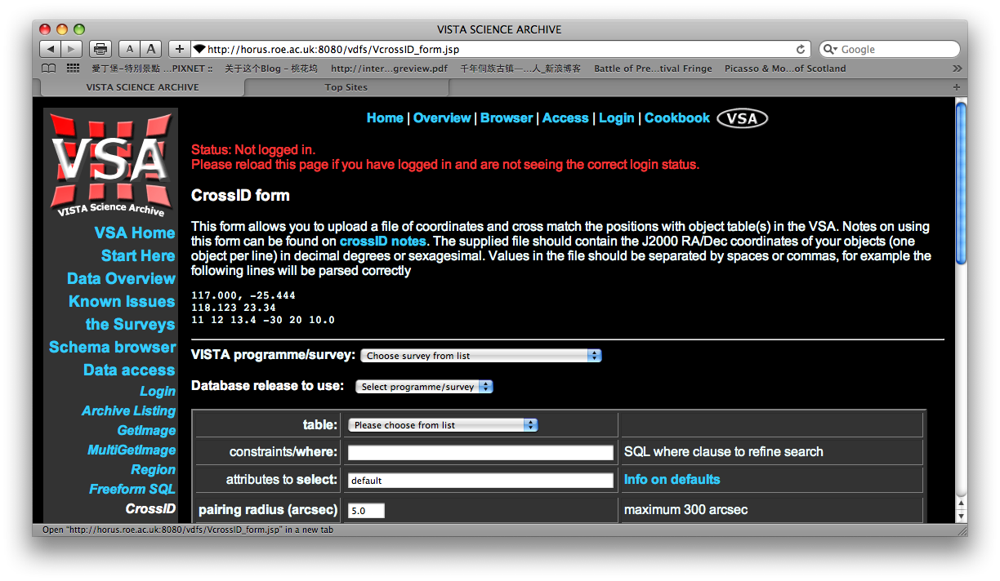 VISTA SCIENCE ARCHIVE
A A + http://horus.roe.ac.uk:8080/vdfs/VcrossID_form.jsp Google
愛丁堡-特別景點 ...PIXNET :: 关于这个Blog - 桃花坞 http://inter...greview.pdf 千年侗族古镇—...人_新浪博客 Battle of Pre...tival Fringe Picasso & Mo...of Scotland »
VISTA SCIENCE ARCHIVE Top Sites +
VSA
VISTA Science Archive
VSA Home
Start Here
Data Overview
Known Issues
the Surveys
Schema browser
Data access
Login
Archive Listing
GetImage
MultiGetImage
Region
Freeform SQL
CrossID
Home | Overview | Browser | Access | Login | Cookbook VSA
Status: Not logged in.
Please reload this page if you have logged in and are not seeing the correct login status.
CrossID form
This form allows you to upload a file of coordinates and cross match the positions with object table(s) in the VSA. Notes on using
this form can be found on crossID notes. The supplied file should contain the J2000 RA/Dec coordinates of your objects (one
object per line) in decimal degrees or sexagesimal. Values in the file should be separated by spaces or commas, for example the
following lines will be parsed correctly
117.000, -25.444
118.123 23.34
11 12 13.4 -30 20 10.0
VISTA programme/survey: Choose survey from list
Database release to use: Select programme/survey
table: Please choose from list
constraints/where: SQL where clause to refine search
attributes to select: default Info on defaults
pairing radius (arcsec) 5.0 maximum 300 arcsec
Open "http://horus.roe.ac.uk:8080/vdfs/VcrossID_form.jsp" in a new tab